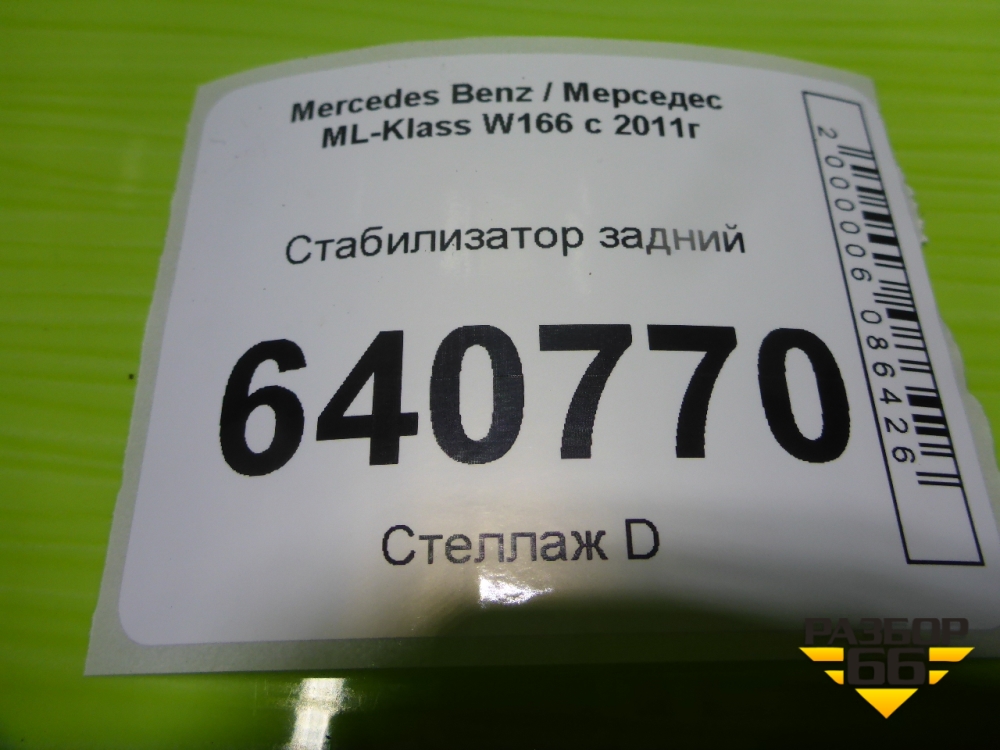 Mercedes Benz / Мерседес
ML-Klass W166 с 2011г
Стабилизатор задний
640770
Стеллаж D
2000006086426
РАЗБОР
66